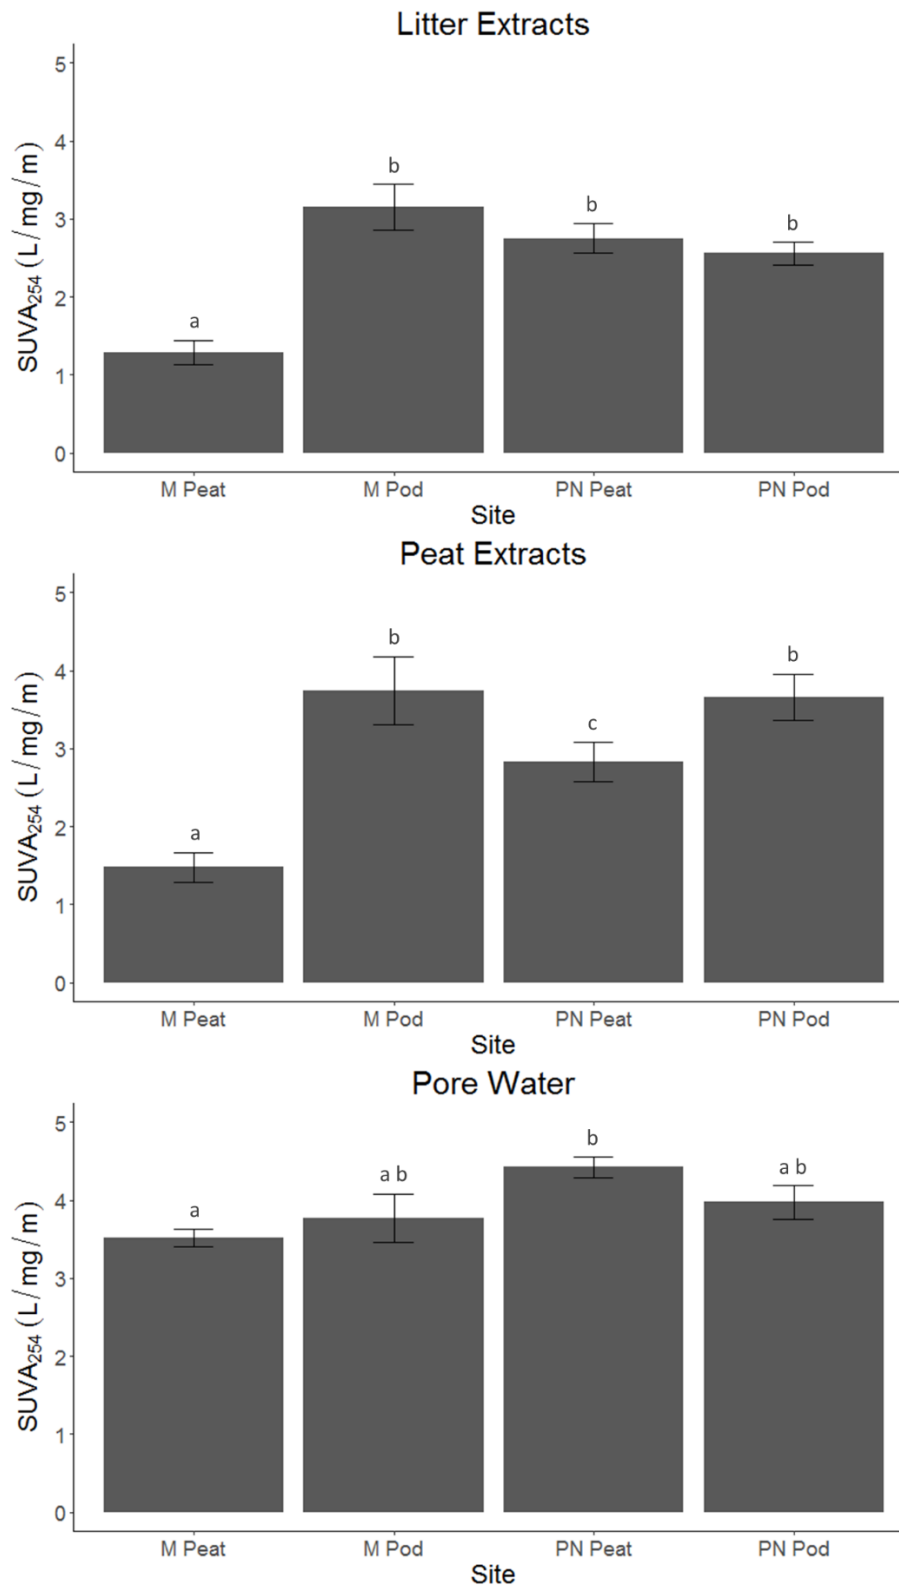 Litter Extracts
5
4
3
2
1
0
SUVA₂₅₄ (L/mg/m)
a
b
b
b
M Peat M Pod PN Peat PN Pod
Site
Peat Extracts
5
4
3
2
1
0
SUVA₂₅₄ (L/mg/m)
a
b
c
b
M Peat M Pod PN Peat PN Pod
Site
Pore Water
5
4
3
2
1
0
SUVA₂₅₄ (L/mg/m)
a
a b
b
a b
M Peat M Pod PN Peat PN Pod
Site